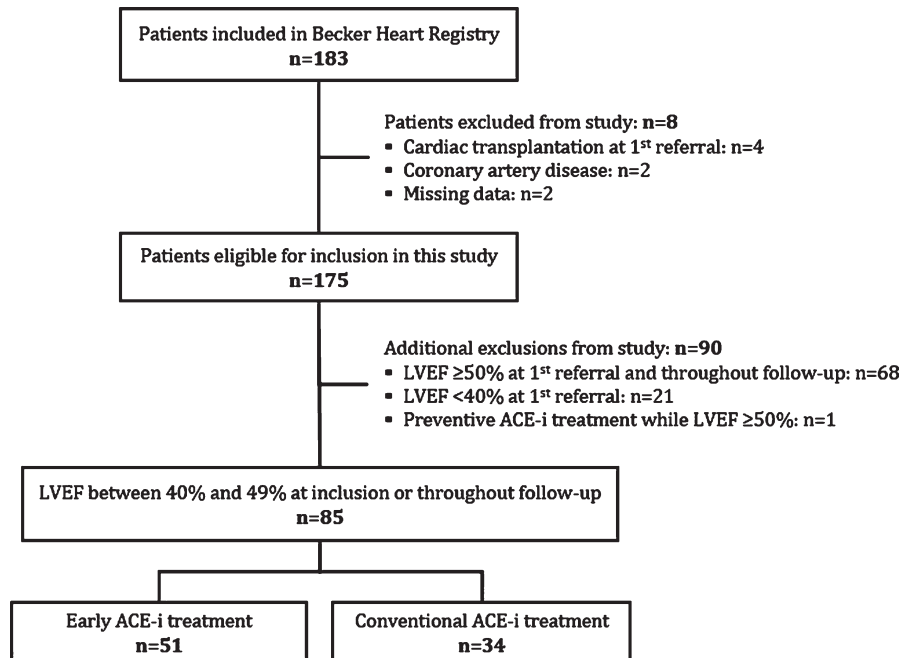 Patients included in Becker Heart Registry
n=183
Patients excluded from study: n=8
▪ Cardiac transplantation at 1st referral: n=4
▪ Coronary artery disease: n=2
▪ Missing data: n=2
Patients eligible for inclusion in this study
n=175
Additional exclusions from study: n=90
▪ LVEF ≥50% at 1st referral and throughout follow-up: n=68
▪ LVEF <40% at 1st referral: n=21
▪ Preventive ACE-i treatment while LVEF ≥50%: n=1
LVEF between 40% and 49% at inclusion or throughout follow-up
n=85
Early ACE-i treatment
n=51
Conventional ACE-i treatment
n=34